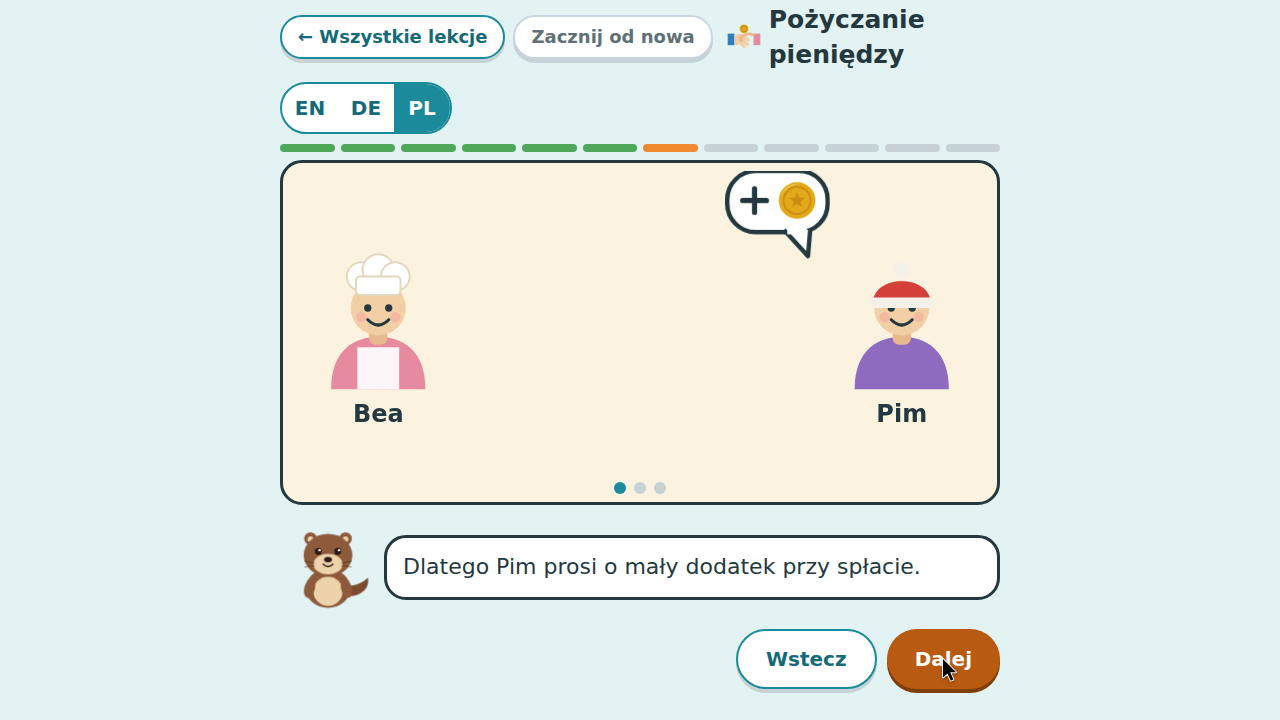 ← Wszystkie lekcje
Zacznij od nowa
Pożyczanie
pieniędzy
EN DE PL
Bea
Pim
Dlatego Pim prosi o mały dodatek przy spłacie.
Wstecz
Dalej